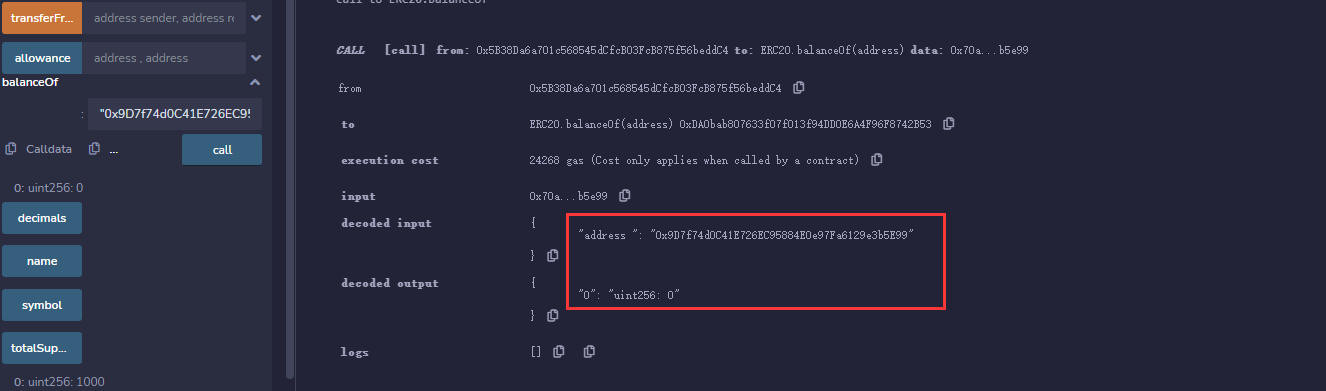 transferFr...
address sender, address re
allowance
address , address
balanceOf
:
"0x9D7f74d0C41E726EC95
Calldata
...
call
0: uint256: 0
decimals
name
symbol
totalSup...
0: uint256: 1000
call to ERC20.balanceOf
CALL [call] from: 0x5B38Da6a701c568545dCfcB03FcB875f56beddC4 to: ERC20.balanceOf(address) data: 0x70a...b5e99
from
0x5B38Da6a701c568545dCfcB03FcB875f56beddC4
to
ERC20.balanceOf(address) 0xDA0bab807633f07f013f94DD0E6A4F96F8742B53
execution cost
24268 gas (Cost only applies when called by a contract)
input
0x70a...b5e99
decoded input
{
"address ": "0x9D7f74d0C41E726EC95884E0e97Fa6129e3b5E99"
}
decoded output
{
"0": "uint256: 0"
}
logs
[]